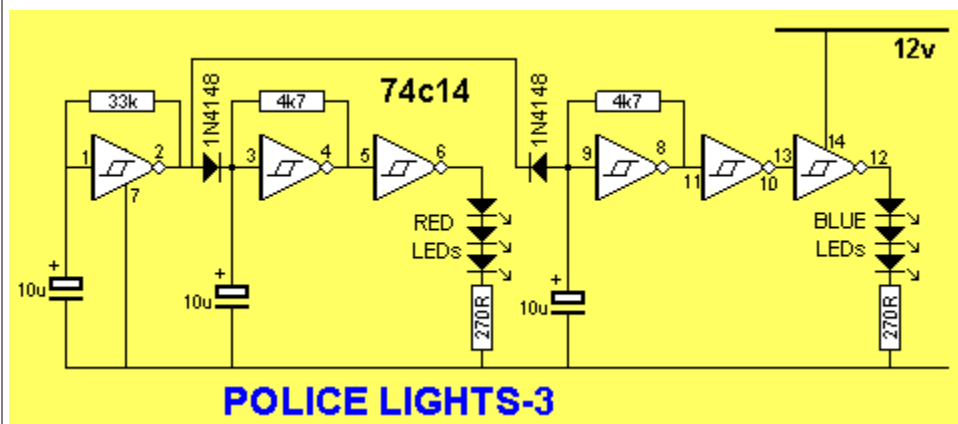 12v
74c14
33k
1N4148
4k7
1N4148
4k7
1
2
7
3
4
5
6
9
8
11
10
13
14
12
RED
LEDs
BLUE
LEDs
10u
+
10u
+
10u
+
270R
270R
POLICE LIGHTS-3